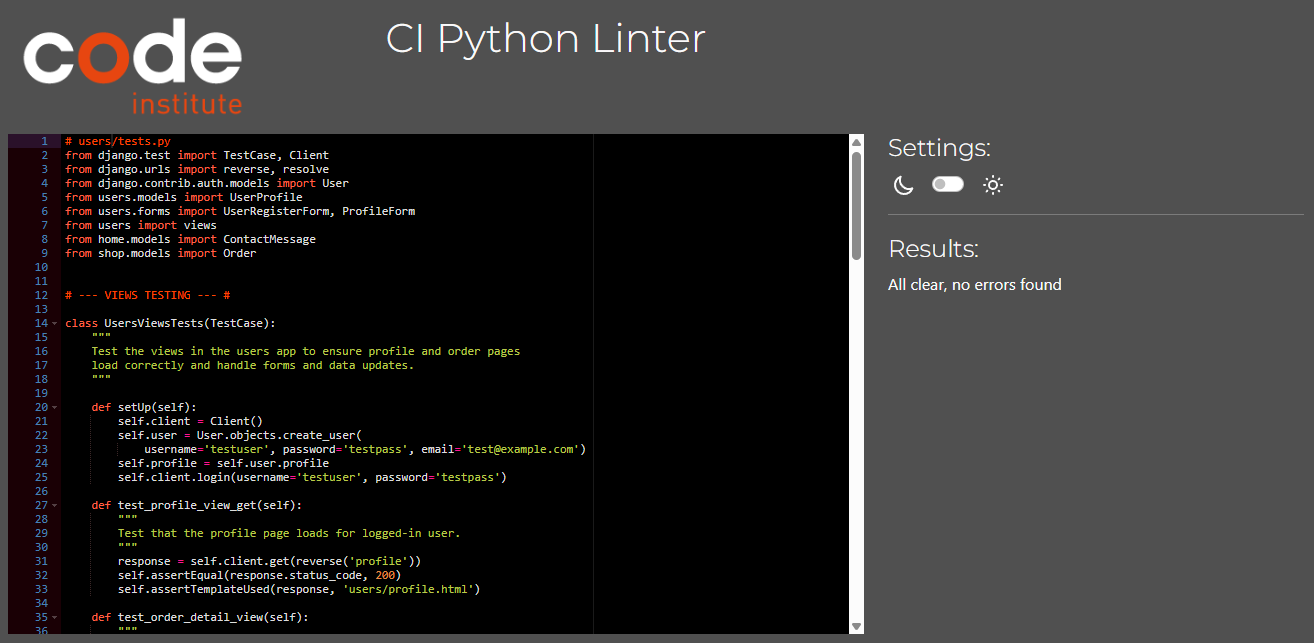 code
institute
CI Python Linter
1 # users/tests.py
2 from django.test import TestCase, Client
3 from django.urls import reverse, resolve
4 from django.contrib.auth.models import User
5 from users.models import UserProfile
6 from users.forms import UserRegisterForm, ProfileForm
7 from users import views
8 from home.models import ContactMessage
9 from shop.models import Order
10
11
12 # --- VIEWS TESTING --- #
13
14 class UsersViewsTests(TestCase):
15     """
16     Test the views in the users app to ensure profile and order pages
17     load correctly and handle forms and data updates.
18     """
19
20     def setUp(self):
21         self.client = Client()
22         self.user = User.objects.create_user(
23             username='testuser', password='testpass', email='test@example.com')
24         self.profile = self.user.profile
25         self.client.login(username='testuser', password='testpass')
26
27     def test_profile_view_get(self):
28         """
29         Test that the profile page loads for logged-in user.
30         """
31         response = self.client.get(reverse('profile'))
32         self.assertEqual(response.status_code, 200)
33         self.assertTemplateUsed(response, 'users/profile.html')
34
35     def test_order_detail_view(self):
36         """
Settings:
Results:
All clear, no errors found